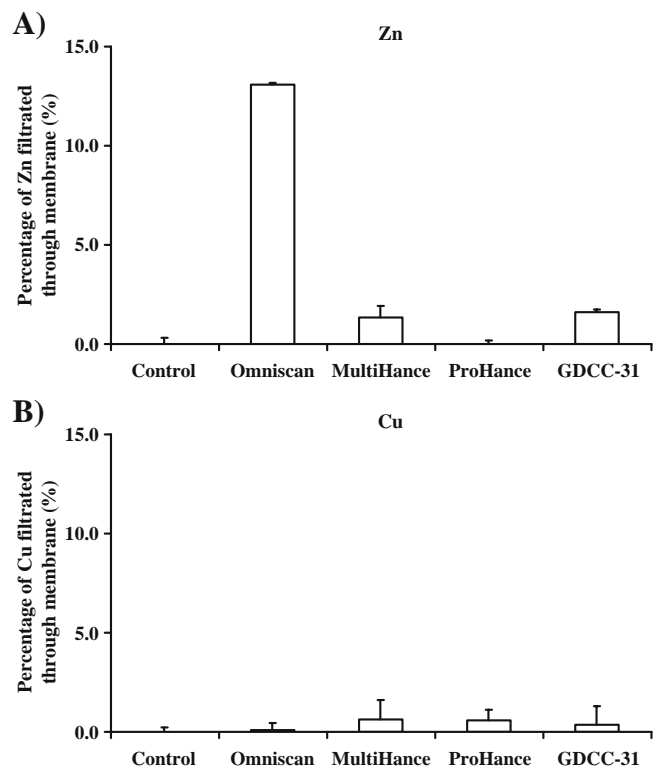 A)
Zn
Percentage of Zn filtrated
through membrane (%)
15.0
10.0
5.0
0.0
Control Omniscan MultiHance ProHance GDCC-31
B)
Cu
Percentage of Cu filtrated
through membrane (%)
15.0
10.0
5.0
0.0
Control Omniscan MultiHance ProHance GDCC-31